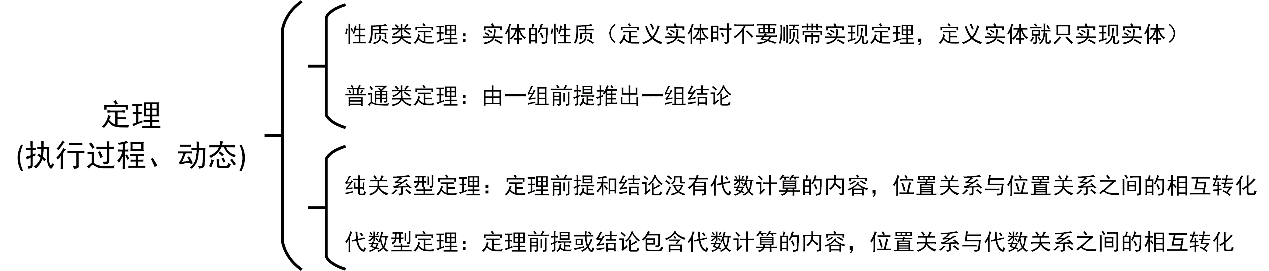 定理
(执行过程、动态)
性质类定理：实体的性质（定义实体时不要顺带实现定理，定义实体就只实现实体）
普通类定理：由一组前提推出一组结论
纯关系型定理：定理前提和结论没有代数计算的内容，位置关系与位置关系之间的相互转化
代数型定理：定理前提或结论包含代数计算的内容，位置关系与代数关系之间的相互转化